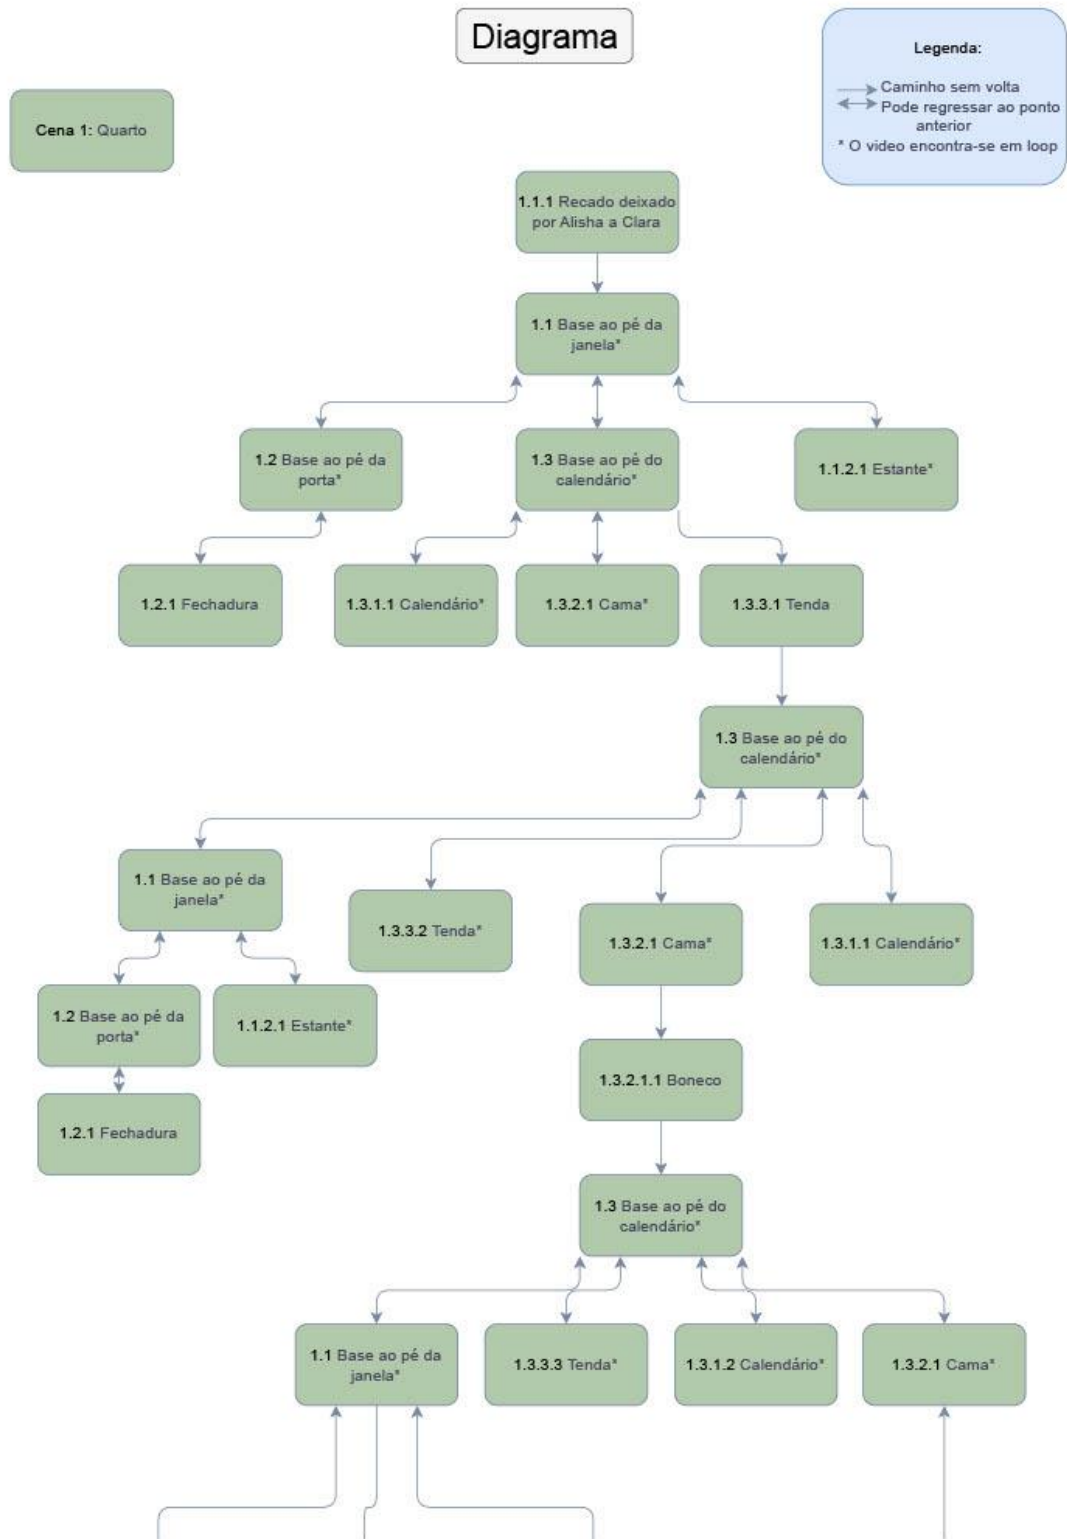 Diagrama
Legenda:
Caminho sem volta
Pode regressar ao ponto
anterior
* O video encontra-se em loop
Cena 1: Quarto
1.1.1 Recado deixado
por Alisha a Clara
1.1 Base ao pé da
janela*
1.2 Base ao pé da
porta*
1.3 Base ao pé do
calendário*
1.1.2.1 Estante*
1.2.1 Fechadura
1.3.1.1 Calendário*
1.3.2.1 Cama*
1.3.3.1 Tenda
1.3 Base ao pé do
calendário*
1.1 Base ao pé da
janela*
1.3.3.2 Tenda*
1.3.2.1 Cama*
1.3.1.1 Calendário*
1.2 Base ao pé da
porta*
1.1.2.1 Estante*
1.3.2.1.1 Boneco
1.2.1 Fechadura
1.3 Base ao pé do
calendário*
1.1 Base ao pé da
janela*
1.3.3.3 Tenda*
1.3.1.2 Calendário*
1.3.2.1 Cama*